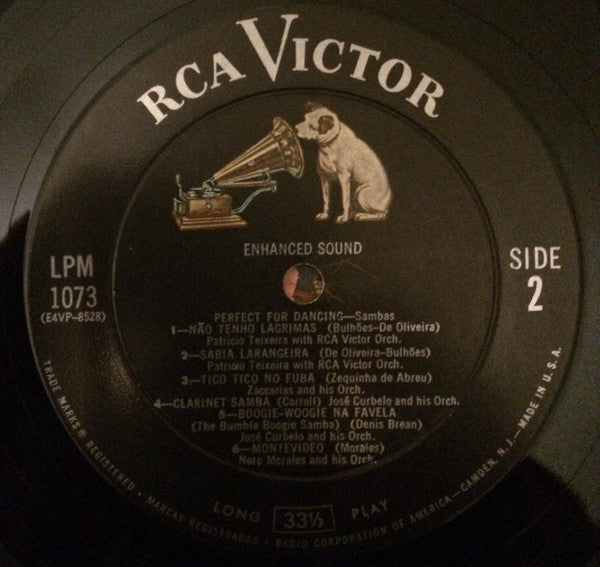 RCA VICTOR
ENHANCED SOUND
LPM
1073
(E4VP-8528)
SIDE
2
PERFECT FOR DANCING—Sambas
1—NÃO TENHO LAGRIMAS (Bulhões-De Oliveira)
Patricio Teixeira with RCA Victor Orch.
2—SABIA LARANGEIRA (De Oliveira-Bulhões)
Patricio Teixeira with RCA Victor Orch.
3—TICO TICO NO FUBA (Zequinha de Abreu)
Zaccarias and his Orch.
4—CLARINET SAMBA (Carroll) José Curbelo and his Orch.
5—BOOGIE-WOOGIE NA FAVELA
(The Bumble Boogie Samba) (Denis Brean)
José Curbelo and his Orch.
6—MONTEVIDEO (Morales)
Noro Morales and his Orch.
LONG 33⅓ PLAY
TRADE MARKS ® REGISTERED • MARCAS REGISTRADAS • RADIO CORPORATION OF AMERICA—CAMDEN, N.J.—MADE IN U.S.A.